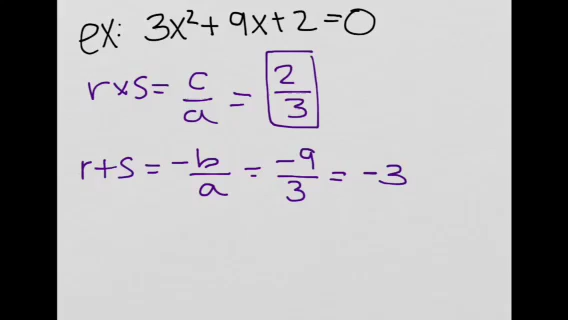 ex: 3x²+9x+2=0
r×s= c/a = 2/3
r+s = -b/a = -9/3 = -3